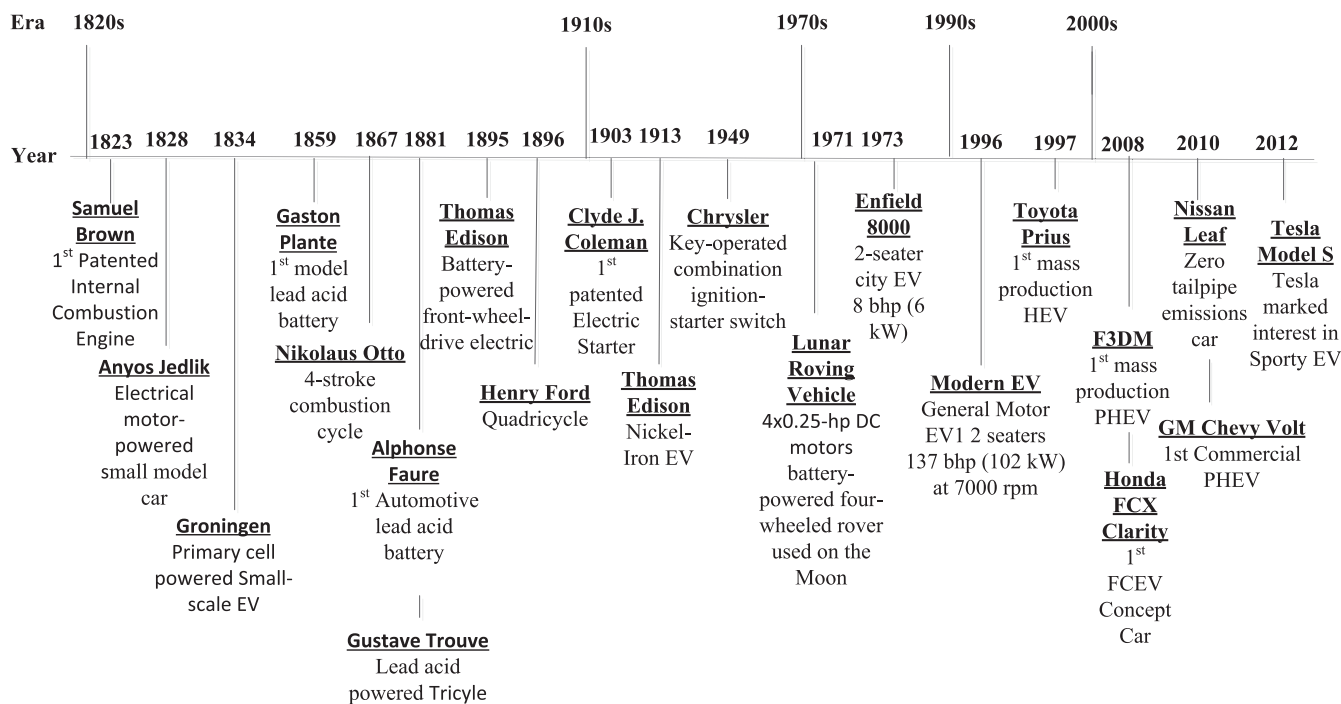 Era 1820s 1910s 1970s 1990s 2000s
Year 1823 1828 1834 1859 1867 1881 1895 1896 1903 1913 1949 1971 1973 1996 1997 2008 2010 2012
Samuel
Brown
1st Patented
Internal
Combustion
Engine
Anyos Jedlik
Electrical
motor-
powered
small model
car
Groningen
Primary cell
powered Small-
scale EV
Gaston
Plante
1st model
lead acid
battery
Nikolaus Otto
4-stroke
combustion
cycle
Alphonse
Faure
1st Automotive
lead acid
battery
Gustave Trouve
Lead acid
powered Tricyle
Thomas
Edison
Battery-
powered
front-wheel-
drive electric
Henry Ford
Quadricycle
Clyde J.
Coleman
1st
patented
Electric
Starter
Thomas
Edison
Nickel-
Iron EV
Chrysler
Key-operated
combination
ignition-
starter switch
Lunar
Roving
Vehicle
4x0.25-hp DC
motors
battery-
powered four-
wheeled rover
used on the
Moon
Enfield
8000
2-seater
city EV
8 bhp (6
kW)
Modern EV
General Motor
EV1 2 seaters
137 bhp (102 kW)
at 7000 rpm
Toyota
Prius
1st mass
production
HEV
F3DM
1st mass
production
PHEV
Honda
FCX
Clarity
1st
FCEV
Concept
Car
Nissan
Leaf
Zero
tailpipe
emissions
car
GM Chevy Volt
1st Commercial
PHEV
Tesla
Model S
Tesla
marked
interest in
Sporty EV